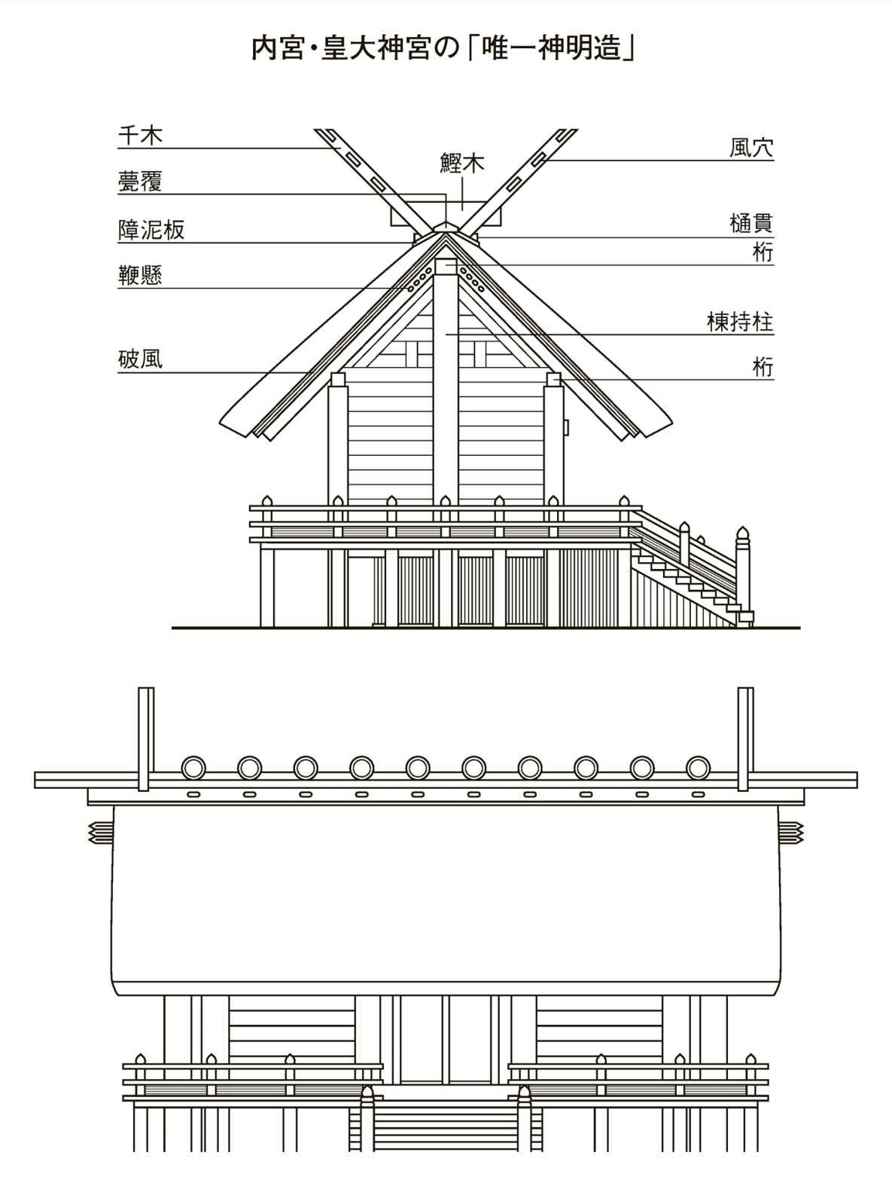 内宮・皇大神宮の「唯一神明造」
千木
甍覆
障泥板
鞭懸
破風
鰹木
風穴
樋貫
桁
棟持柱
桁